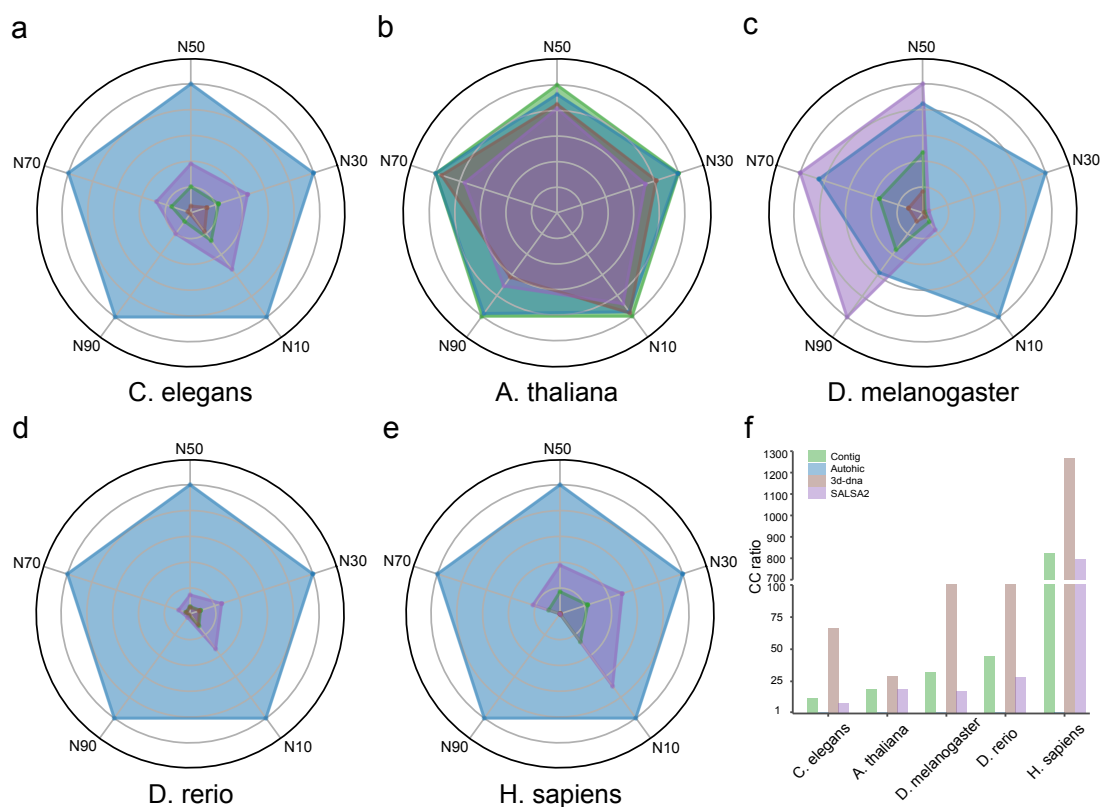 a
N50
N30
N10
N90
N70
C. elegans
b
N50
N30
N10
N90
N70
A. thaliana
c
N50
N30
N10
N90
N70
D. melanogaster
d
N50
N30
N10
N90
N70
D. rerio
e
N50
N30
N10
N90
N70
H. sapiens
f
Contig
Autohic
3d-dna
SALSA2
CC ratio
1300
1200
1100
1000
900
800
700
100
75
50
25
1
C. elegans
A. thaliana
D. melanogaster
D. rerio
H. sapiens